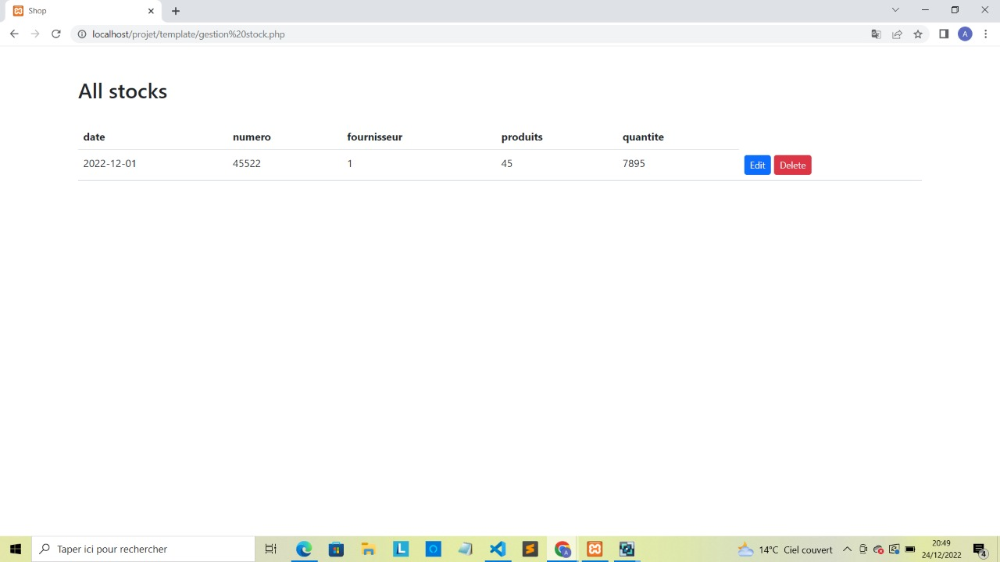 Shop
localhost/projet/template/gestion%20stock.php
A
All stocks
date numero fournisseur produits quantite
2022-12-01 45522 1 45 7895 Edit Delete
Taper ici pour rechercher
L
A
14°C Ciel couvert
20:49
24/12/2022
4